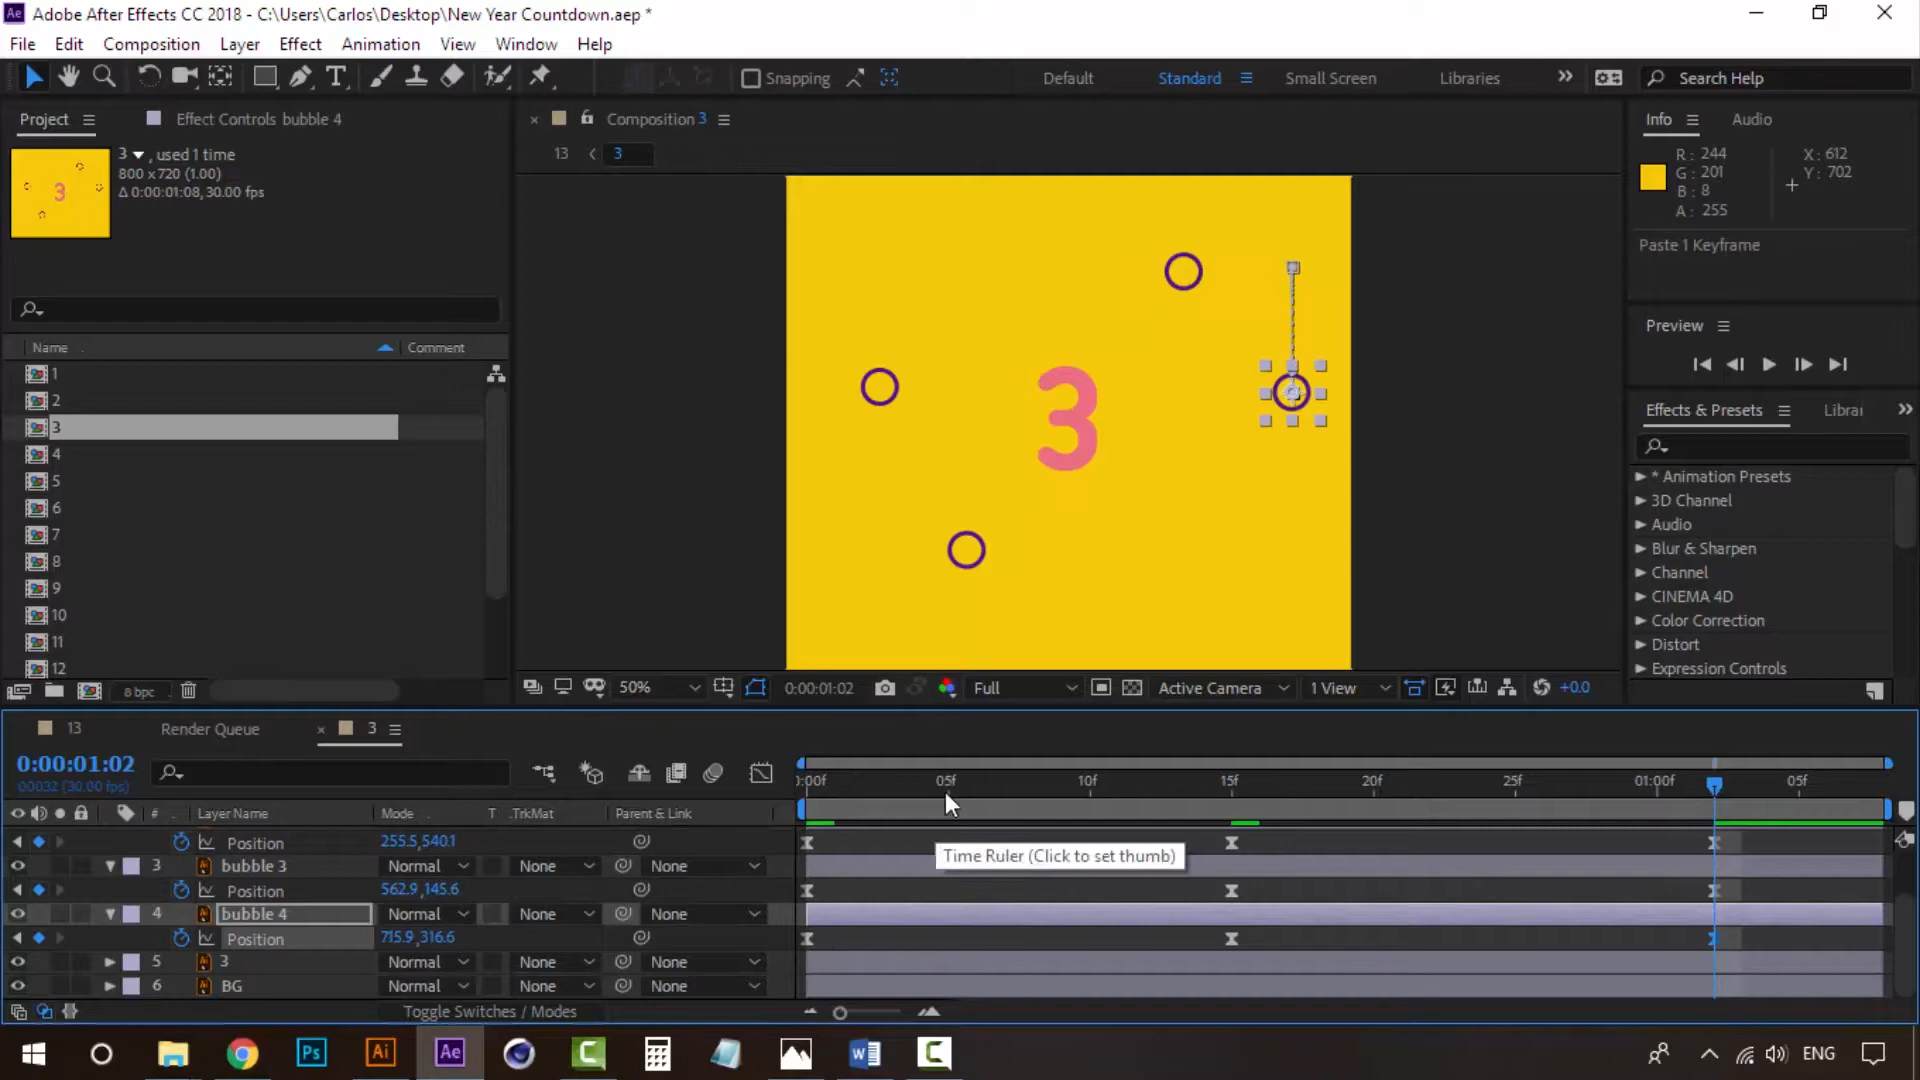 Ae Adobe After Effects CC 2018 - C:\Users\Carlos\Desktop\New Year Countdown.aep *
File Edit Composition Layer Effect Animation View Window Help
Snapping Default Standard Small Screen Libraries Search Help
Project Effect Controls bubble 4
Composition 3
Info Audio
3 , used 1 time
800 x 720 (1.00)
Δ 0:00:01:08, 30.00 fps
3
13 3
R: 244
G: 201
B: 8
A: 255
X: 612
Y: 702
Paste 1 Keyframe
Preview
Name Comment
1
2
3
4
5
6
7
8
9
10
11
12
3
Effects & Presets Librai
* Animation Presets
3D Channel
Audio
Blur & Sharpen
Channel
CINEMA 4D
Color Correction
Distort
Expression Controls
8 bpc
50% 0:00:01:02 Full Active Camera 1 View +0.0
13 Render Queue 3
0:00:01:02
00032 (30.00 fps)
:00f 05f 10f 15f 20f 25f 01:00f 05f
# Layer Name Mode T .TrkMat Parent & Link
Position 255.5,540.1
3 bubble 3 Normal None None
Position 562.9,145.6
4 bubble 4 Normal None None
Position 715.9,316.6
5 3 Normal None None
6 BG Normal None None
Time Ruler (Click to set thumb)
Toggle Switches / Modes
Ps Ai Ae ENG